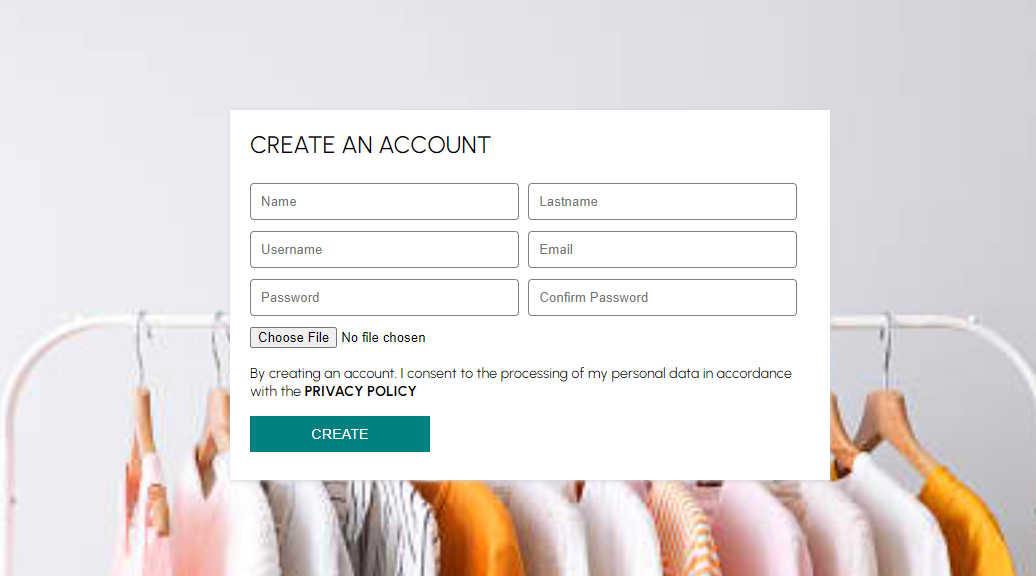 CREATE AN ACCOUNT
Name
Lastname
Username
Email
Password
Confirm Password
Choose File No file chosen
By creating an account. I consent to the processing of my personal data in accordance
with the PRIVACY POLICY
CREATE